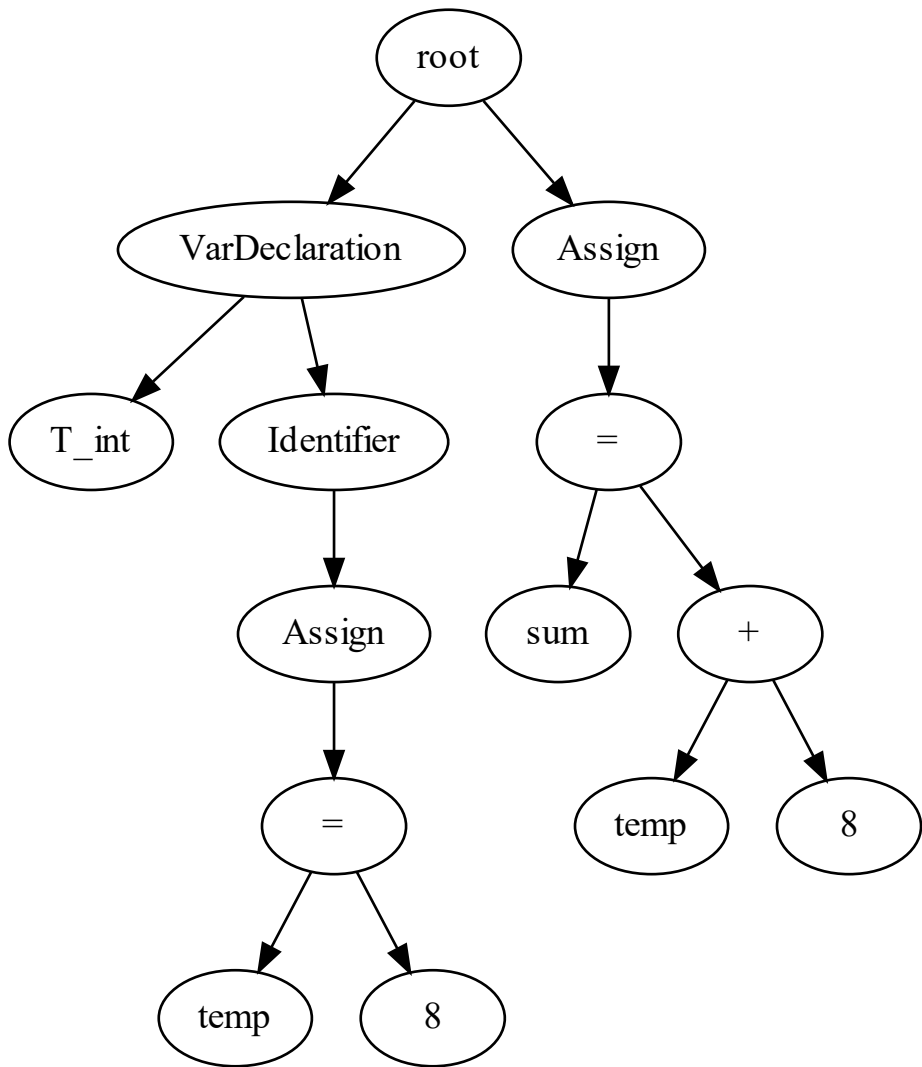 root
VarDeclaration
Assign
T_int
Identifier
=
Assign
sum
+
=
temp
8
temp
8